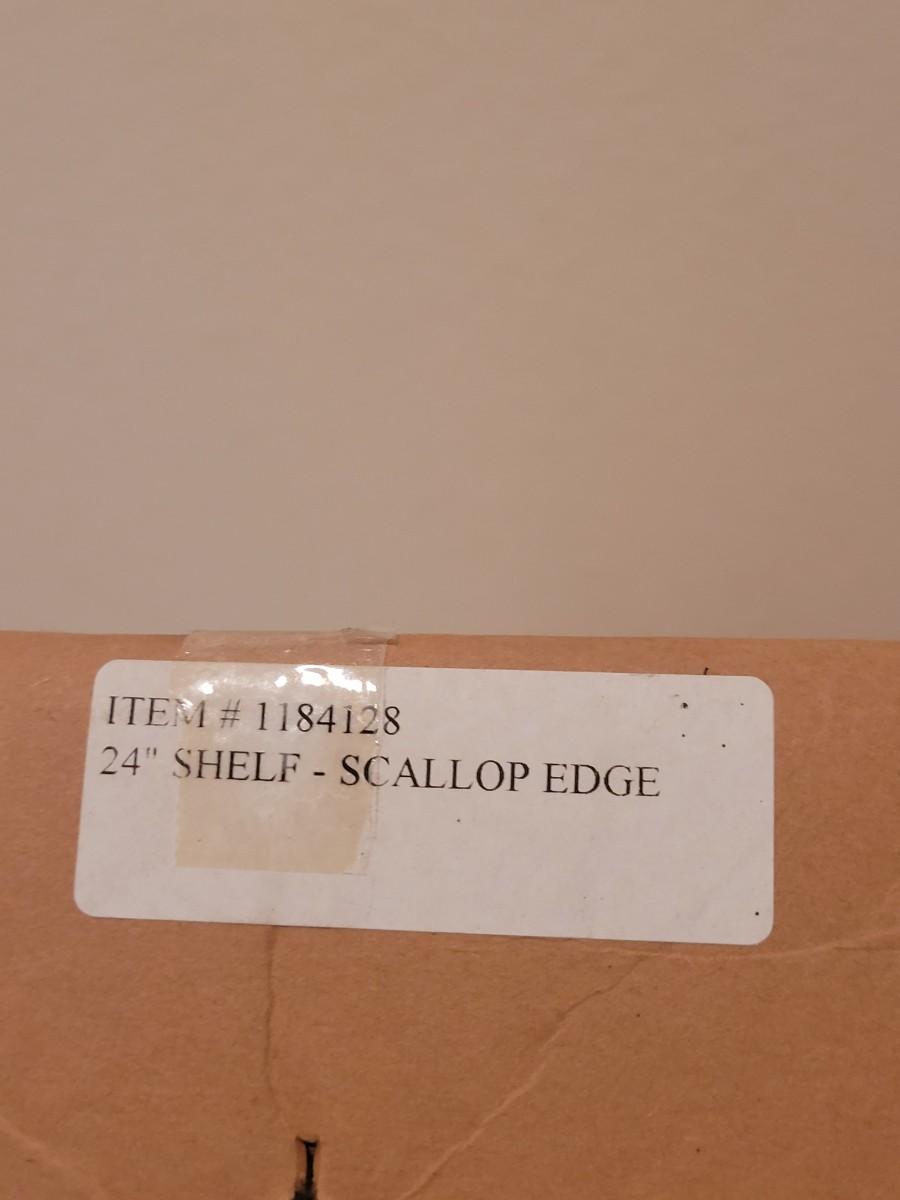 ITEM # 1184128
24" SHELF - SCALLOP EDGE